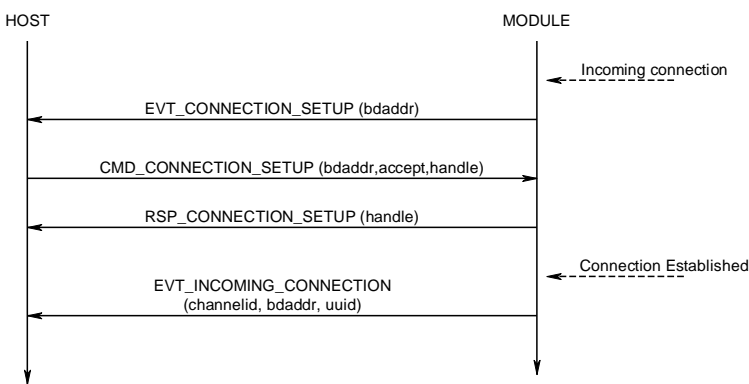 HOST
MODULE
Incoming connection
EVT_CONNECTION_SETUP (bdaddr)
CMD_CONNECTION_SETUP (bdaddr,accept,handle)
RSP_CONNECTION_SETUP (handle)
Connection Established
EVT_INCOMING_CONNECTION
(channelid, bdaddr, uuid)